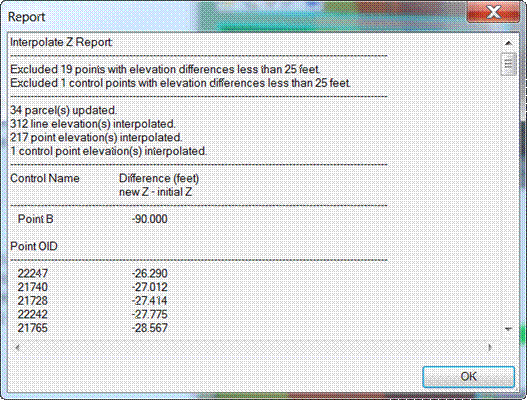 Report
Interpolate Z Report:
Excluded 19 points with elevation differences less than 25 feet.
Excluded 1 control points with elevation differences less than 25 feet.
34 parcel(s) updated.
312 line elevation(s) interpolated.
217 point elevation(s) interpolated.
1 control point elevation(s) interpolated.
Control Name Difference (feet)
new Z - initial Z
Point B -90.000
Point OID
22247 -26.290
21740 -27.012
21728 -27.414
22242 -27.775
21765 -28.567
OK